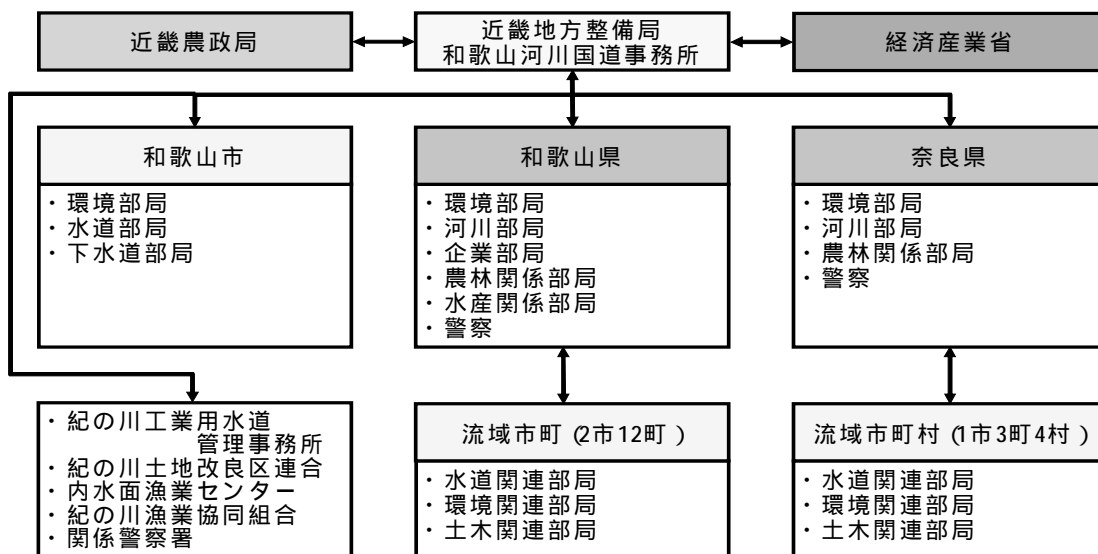 近畿農政局
近畿地方整備局
和歌山河川国道事務所
経済産業省
和歌山市
・環境部局
・水道部局
・下水道部局
和歌山県
・環境部局
・河川部局
・企業部局
・農林関係部局
・水産関係部局
・警察
奈良県
・環境部局
・河川部局
・農林関係部局
・警察
・紀の川工業用水道
管理事務所
・紀の川土地改良区連合
・内水面漁業センター
・紀の川漁業協同組合
・関係警察署
流域市町(2市12町)
・水道関連部局
・環境関連部局
・土木関連部局
流域市町村(1市3町4村)
・水道関連部局
・環境関連部局
・土木関連部局